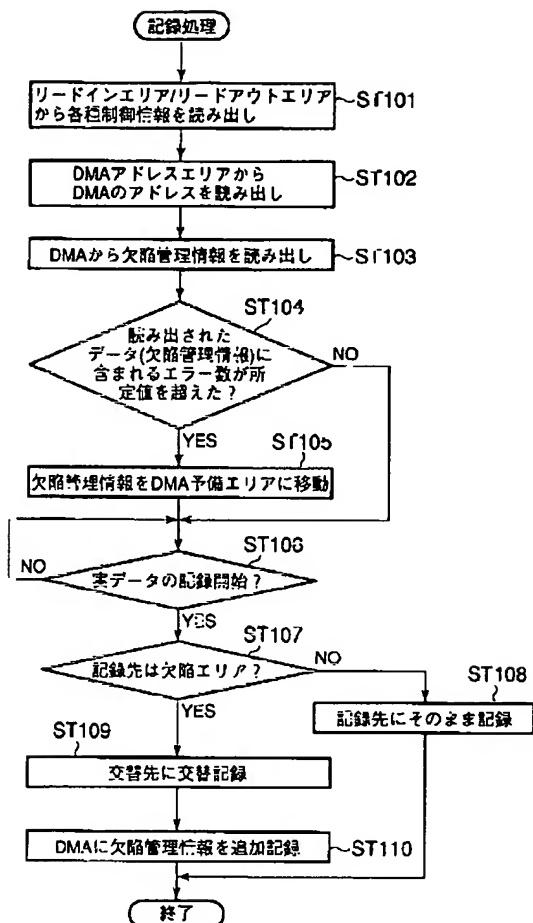 記録処理
リードインエリア/リードアウトエリア
から各種制御情報を読み出し
ST101
DMAアドレスエリアから
DMAのアドレスを読み出し
ST102
DMAから欠陥管理情報を読み出し
ST103
ST104
読み出された
データ(欠陥管理情報)に
含まれるエラー数が所
定値を超えた?
NO
YES
ST105
欠陥管理情報をDMA予備エリアに移動
ST106
NO
実データの記録開始?
YES
ST107
記録先は欠陥エリア?
NO
ST108
YES
記録先にそのまま記録
ST109
交替先に交替記録
DMAに欠陥管理情報を追加記録
ST110
終了